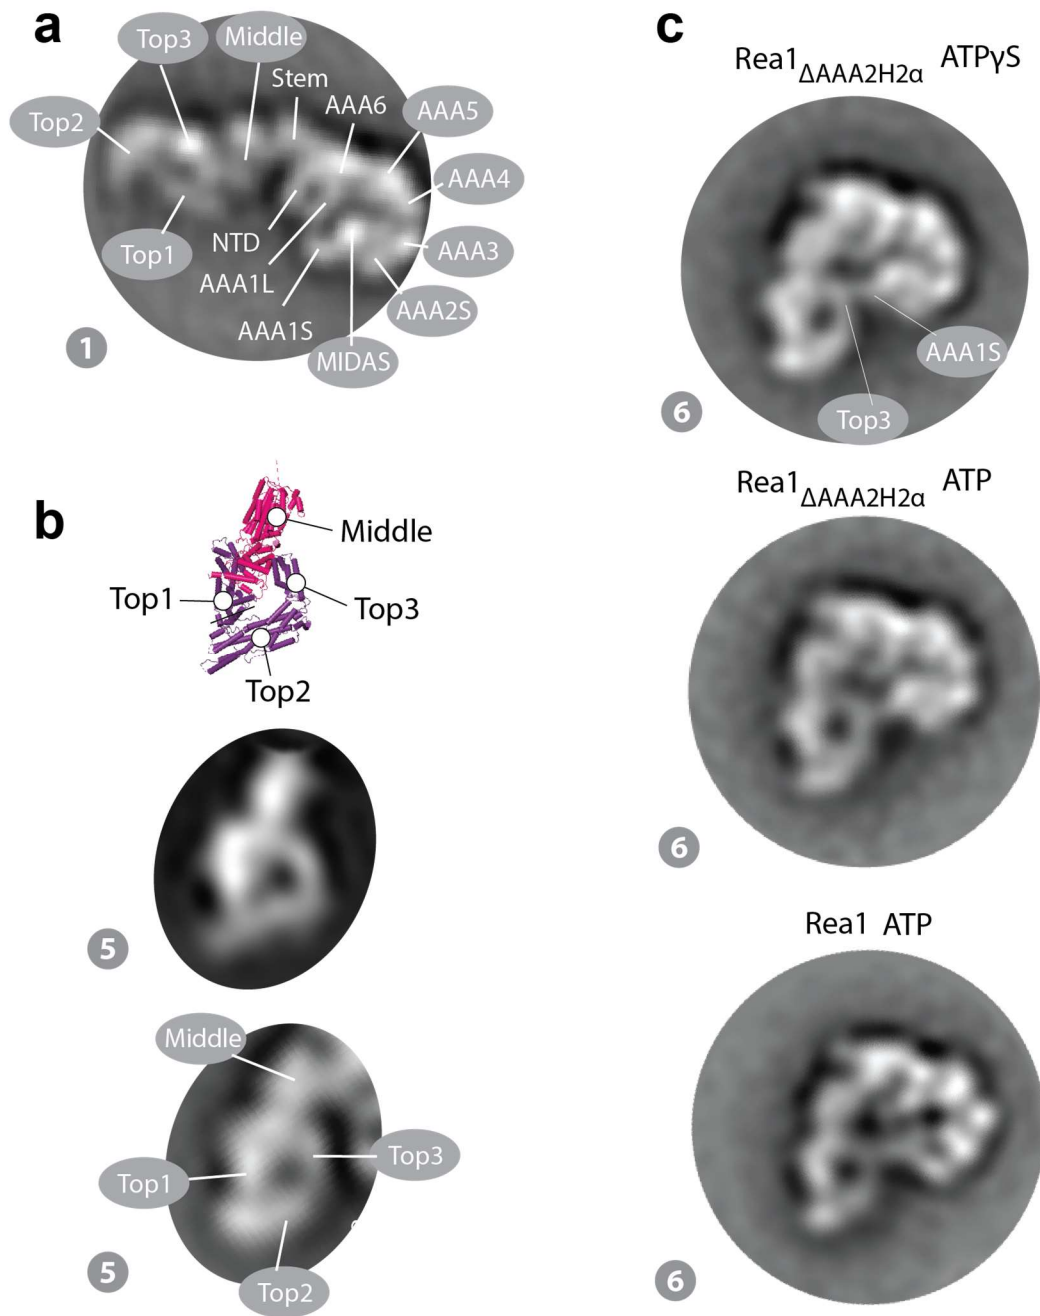 a
Top3
Middle
Stem
AAA6
AAA5
Top2
AAA4
NTD
AAA3
Top1
AAA1L
AAA2S
AAA1S
MIDAS
1
b
Middle
Top1
Top3
Top2
5
Middle
Top3
Top1
Top2
5
c
Rea1ΔAAA2H2α ATPγS
AAA1S
Top3
6
Rea1ΔAAA2H2α ATP
6
Rea1 ATP
6